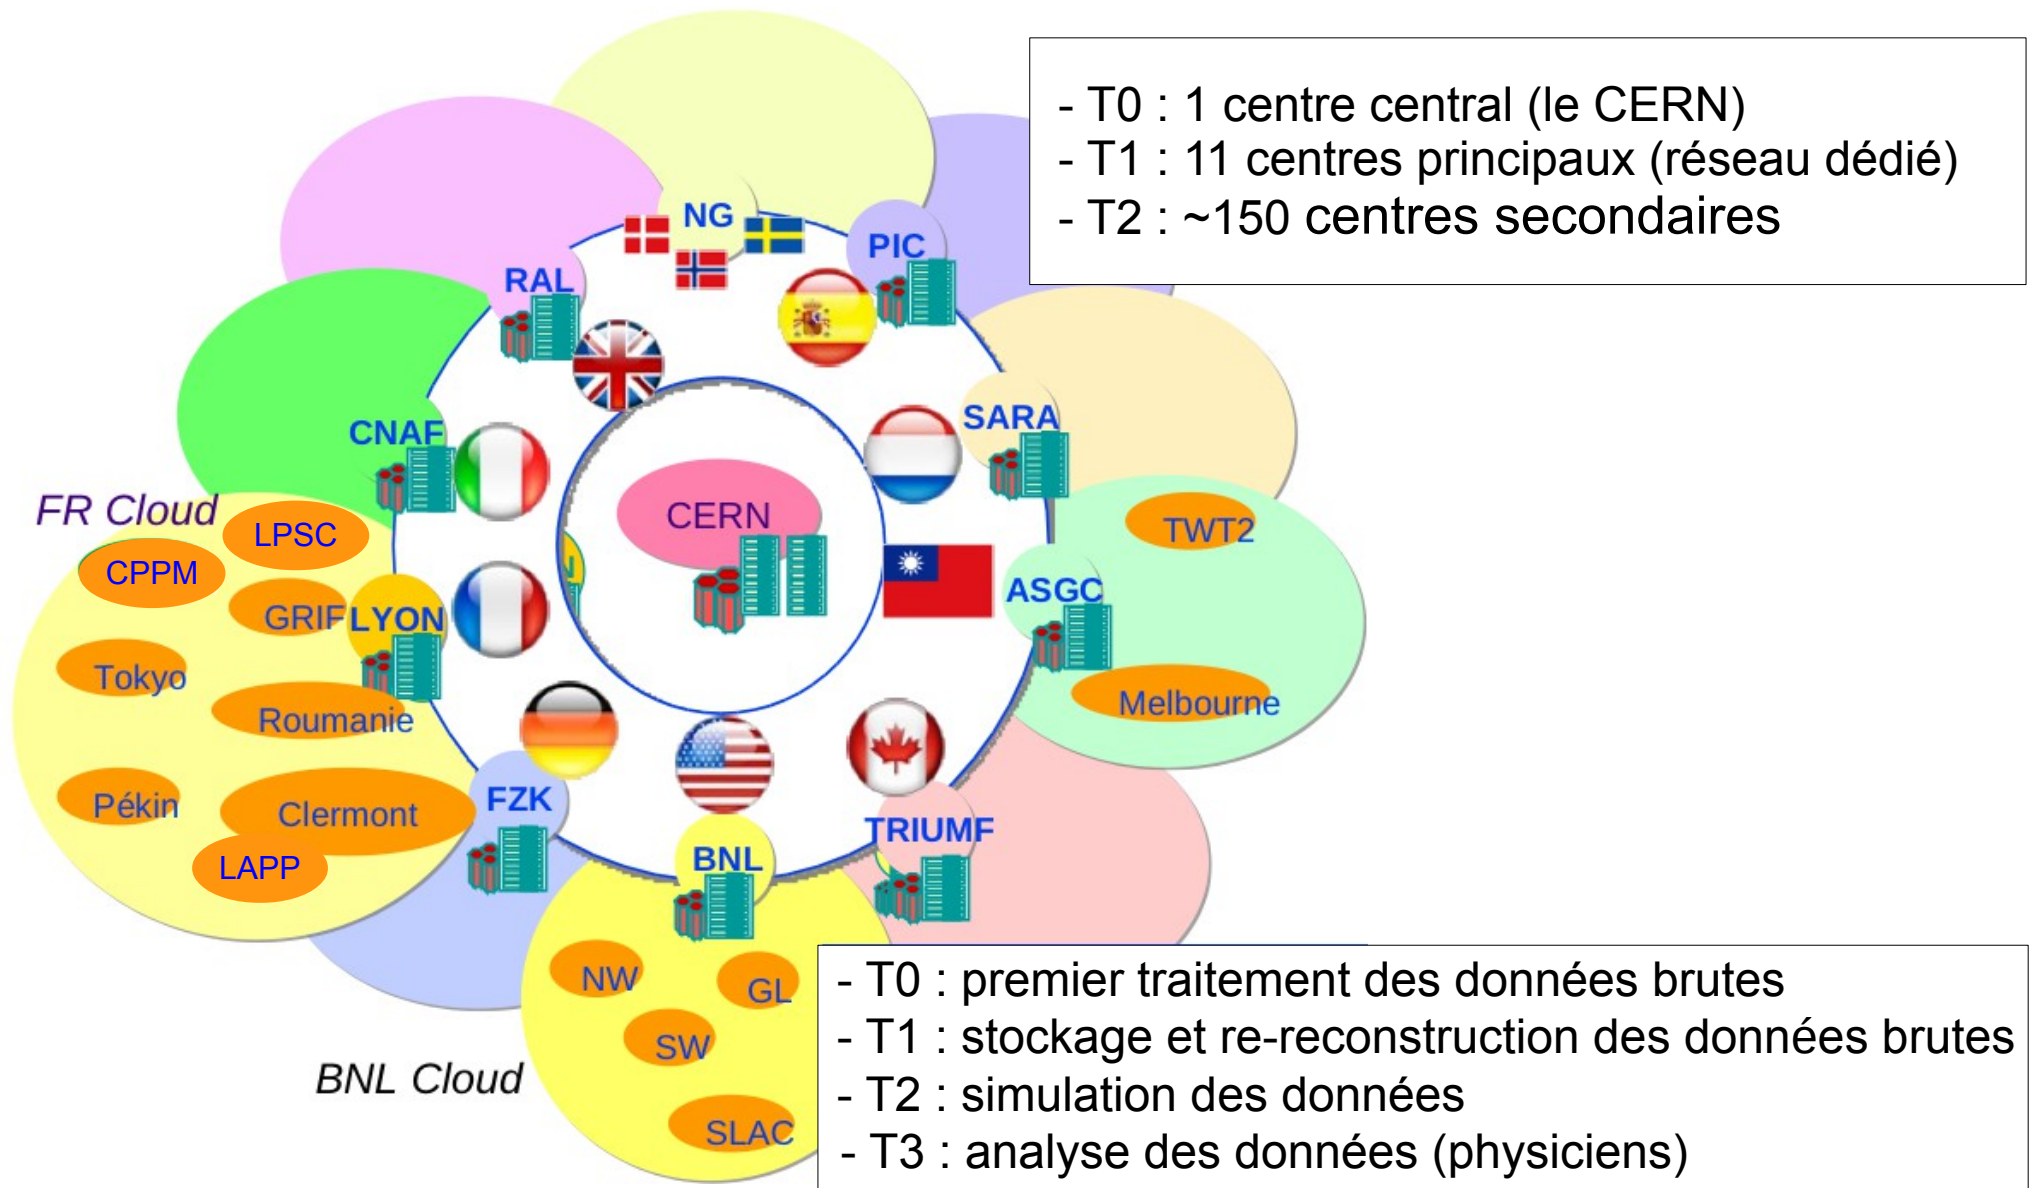 - T0 : 1 centre central (le CERN)
- T1 : 11 centres principaux (réseau dédié)
- T2 : ~150 centres secondaires
NG
PIC
RAL
SARA
CNAF
CERN
FR Cloud
LPSC
CPPM
GRIF
LYON
Tokyo
Roumanie
Pékin
Clermont
LAPP
TWT2
ASGC
Melbourne
FZK
BNL
TRIUMF
NW
GL
SW
SLAC
BNL Cloud
- T0 : premier traitement des données brutes
- T1 : stockage et re-reconstruction des données brutes
- T2 : simulation des données
- T3 : analyse des données (physiciens)